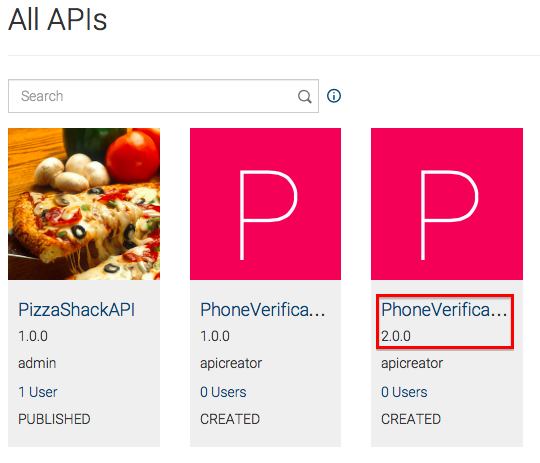 All APIs
Search
P
P
PizzaShackAPI
1.0.0
admin
1 User
PUBLISHED
PhoneVerifica...
1.0.0
apicreator
0 Users
CREATED
PhoneVerifica...
2.0.0
apicreator
0 Users
CREATED